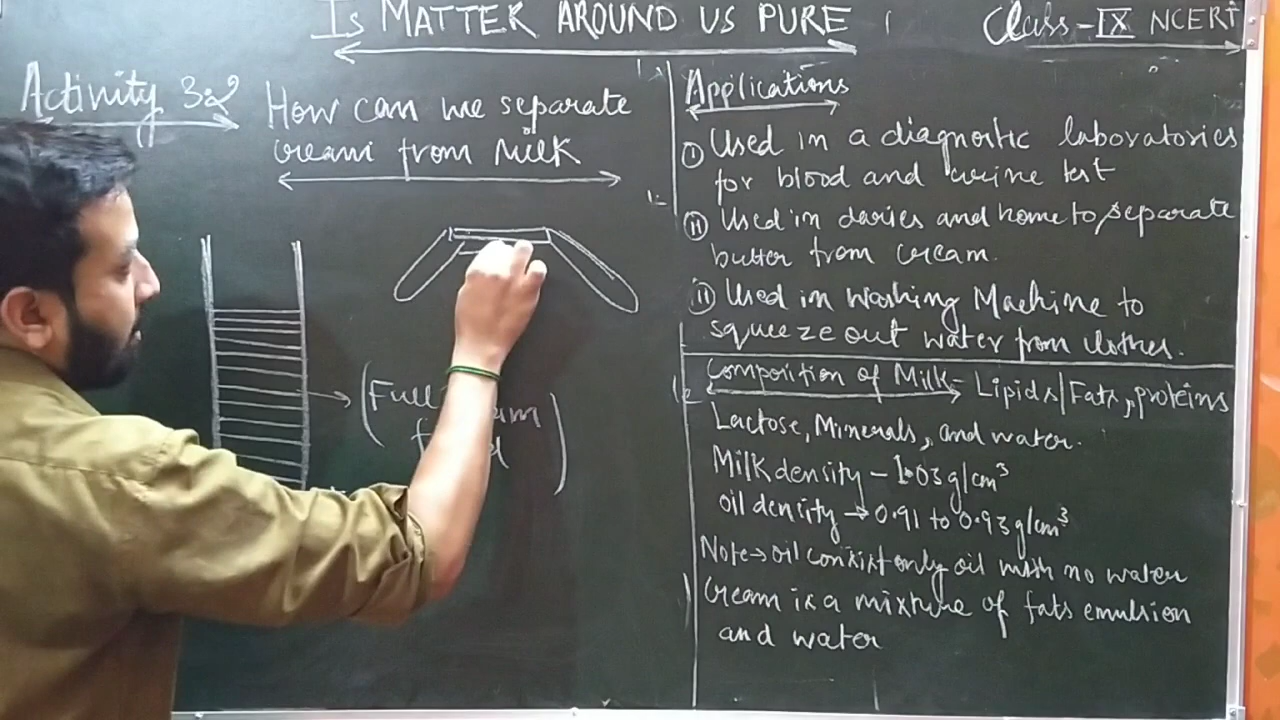 Is MATTER AROUND US PURE
Class - IX NCERT
Activity 3.2
How can we separate
cream from Milk
(Full
Applications
(I) Used in a diagnostic laboratories
for blood and urine test
(II) Used in daries and home to separate
butter from cream.
(II) Used in Washing Machine to
squeeze out water from clothes.
Composition of Milk - Lipids/Fats, proteins
Lactose, Minerals, and water.
Milk density - 1.03 g/cm³
oil density → 0.91 to 0.93 g/cm³
Note → oil consist only oil with no water
Cream is a mixture of fats emulsion
and water